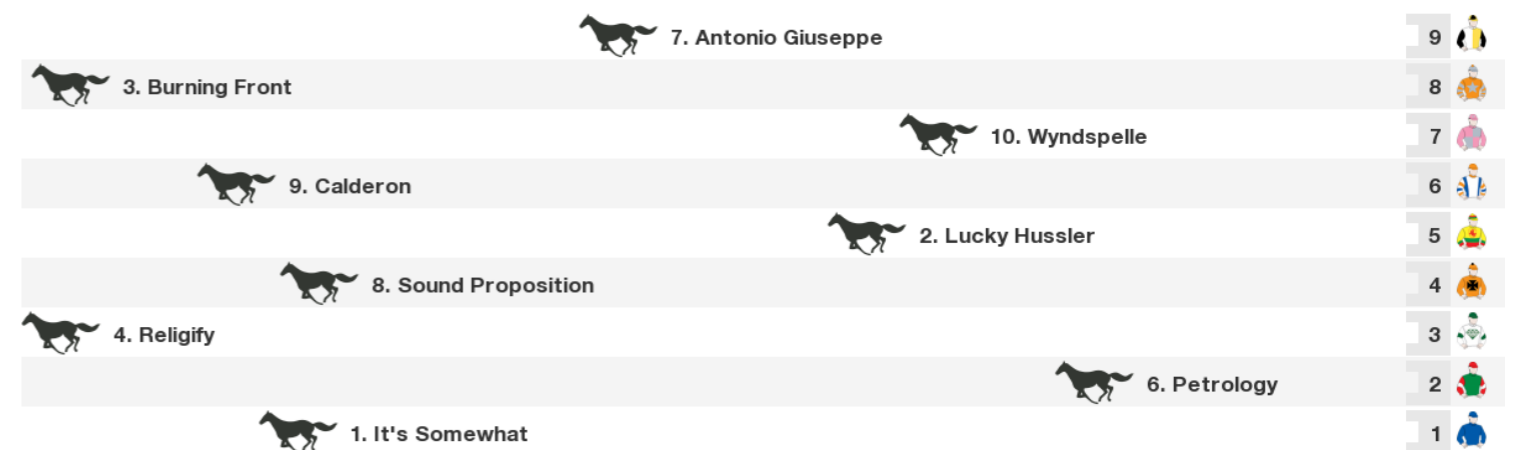 7. Antonio Giuseppe 9
3. Burning Front 8
10. Wyndspelle 7
9. Calderon 6
2. Lucky Hussler 5
8. Sound Proposition 4
4. Religify 3
6. Petrology 2
1. It's Somewhat 1